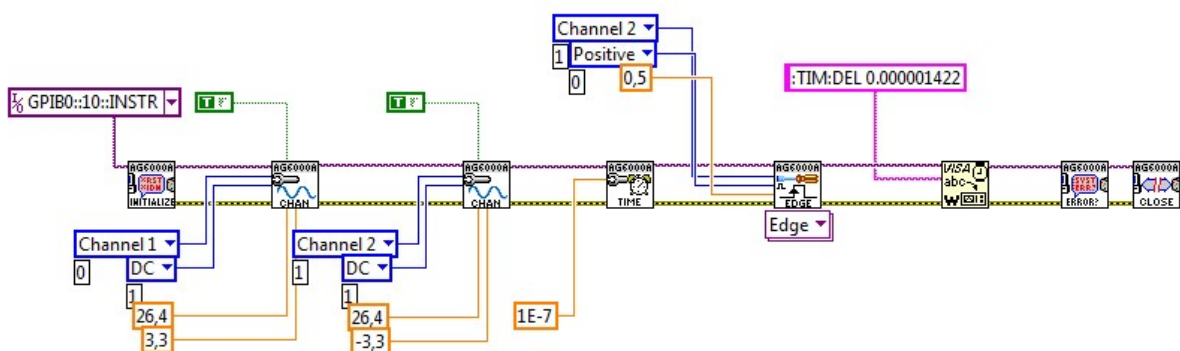 Channel 2
1
Positive
0
0,5
:TIM:DEL 0.000001422
I/O GPIB0::10::INSTR
T F
T F
AG6000A
INITIALIZE
AG6000A
CHAN
AG6000A
CHAN
AG6000A
TIME
AG6000A
EDGE
VISA
abc
W
AG6000A
SYST
ERR?
ERROR?
AG6000A
CLOSE
Edge
Channel 1
0
DC
1
26,4
3,3
Channel 2
1
DC
1
26,4
-3,3
1E-7